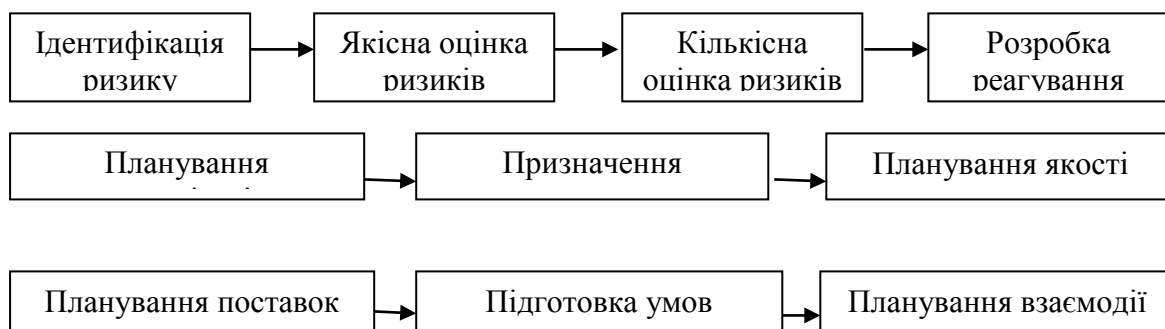 Ідентифікація
ризику
Якісна оцінка
ризиків
Кількісна
оцінка ризиків
Розробка
реагування
Планування
Призначення
Планування якості
Планування поставок
Підготовка умов
Планування взаємодії